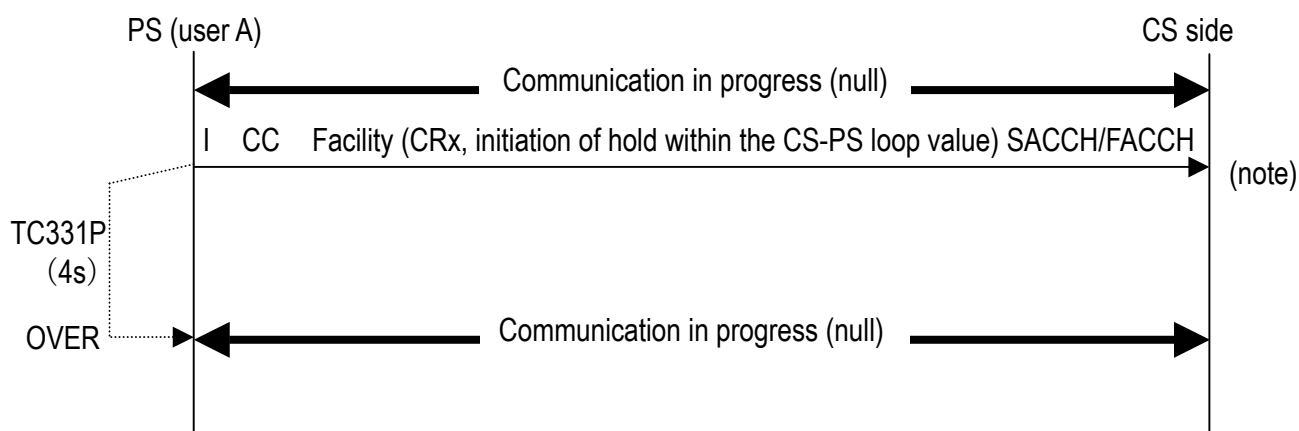 PS (user A)
CS side
Communication in progress (null)
I CC Facility (CRx, initiation of hold within the CS-PS loop value) SACCH/FACCH
(note)
TC331P
（4s）
OVER
Communication in progress (null)